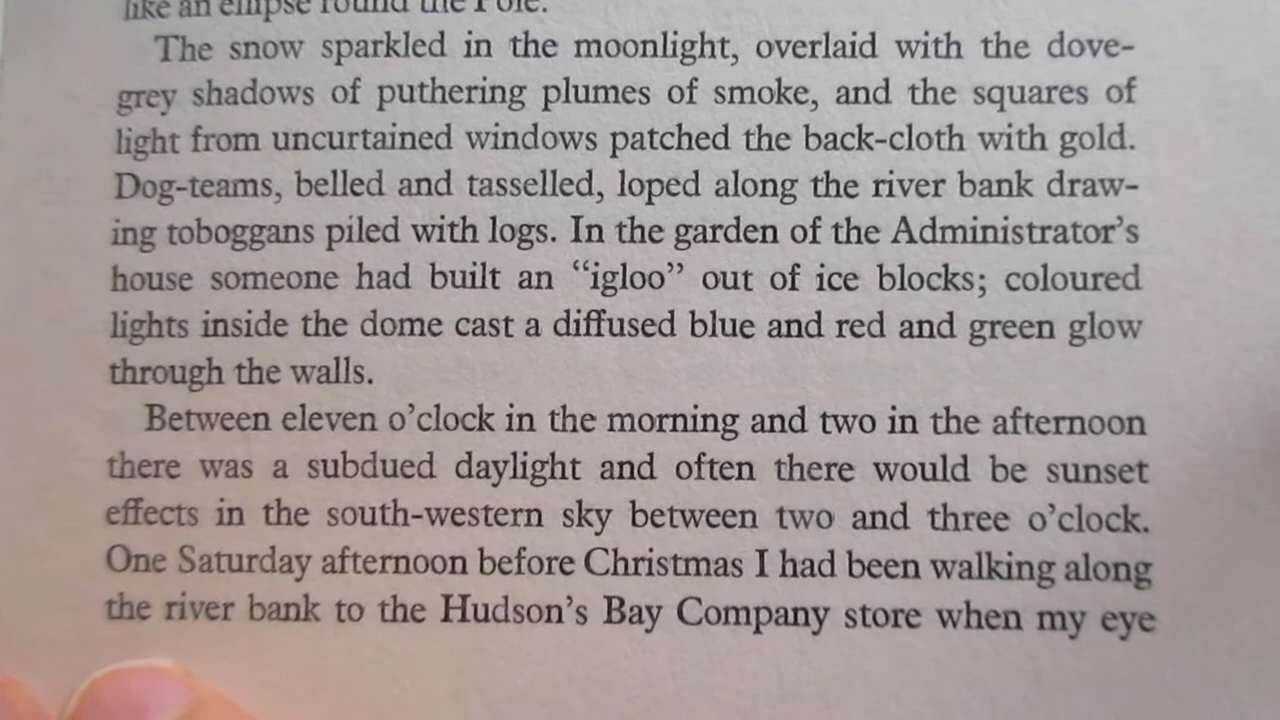 like an ellipse round the Pole.
The snow sparkled in the moonlight, overlaid with the dove-
grey shadows of puthering plumes of smoke, and the squares of
light from uncurtained windows patched the back-cloth with gold.
Dog-teams, belled and tasselled, loped along the river bank draw-
ing toboggans piled with logs. In the garden of the Administrator’s
house someone had built an “igloo” out of ice blocks; coloured
lights inside the dome cast a diffused blue and red and green glow
through the walls.
Between eleven o’clock in the morning and two in the afternoon
there was a subdued daylight and often there would be sunset
effects in the south-western sky between two and three o’clock.
One Saturday afternoon before Christmas I had been walking along
the river bank to the Hudson’s Bay Company store when my eye